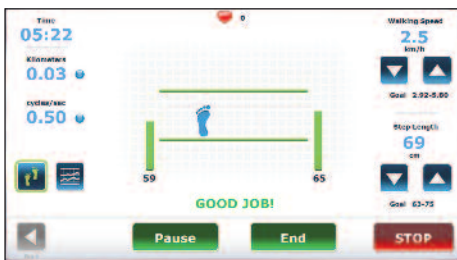 Time
05:22
Kilometers
0.03
cycles/sec
0.50
0
59
65
GOOD JOB!
Walking Speed
2.5
km/h
Goal 2.92-5.00
Step Length
69
cm
Goal 63-75
Pause
End
STOP